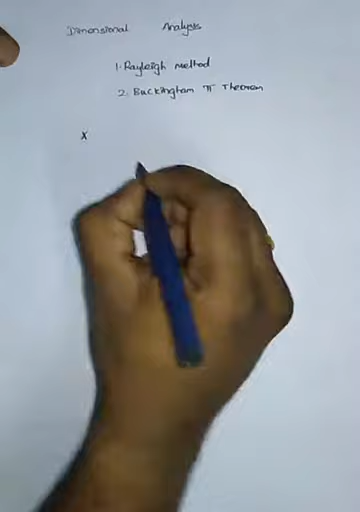 Dimensional Analysis
1. Rayleigh method
2. Buckingham π Theorem
x